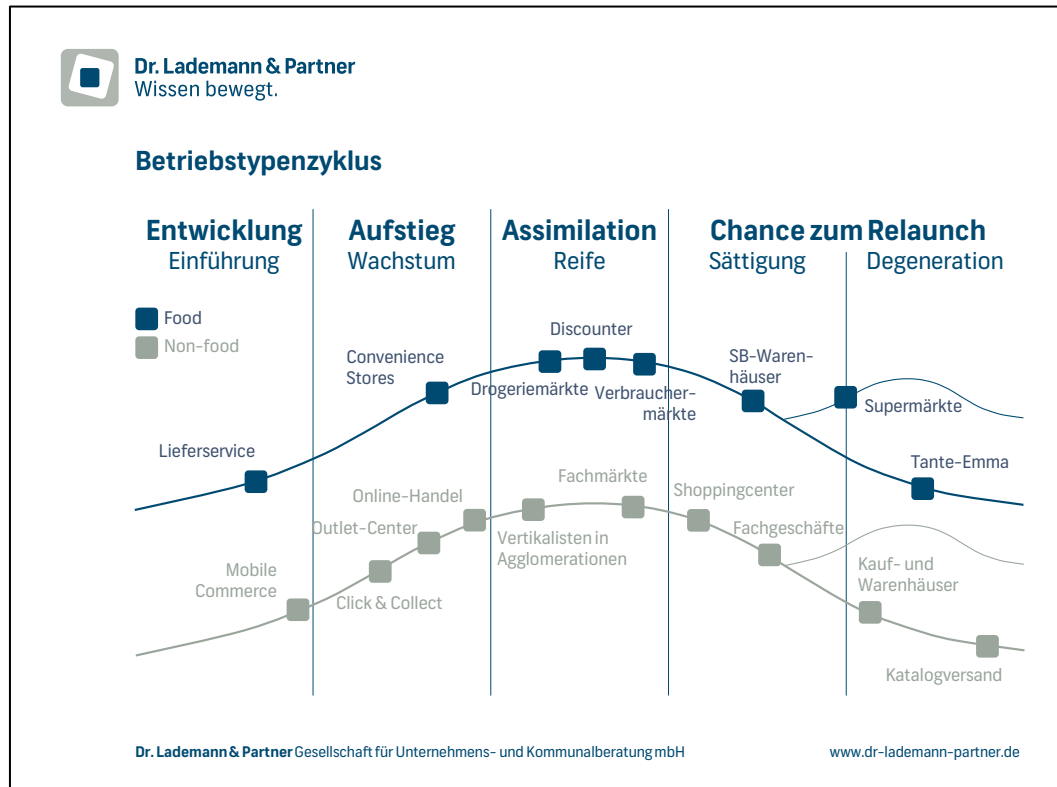 Dr. Lademann & Partner
Wissen bewegt.
Betriebstypenzyklus
Entwicklung
Einführung
Aufstieg
Wachstum
Assimilation
Reife
Chance zum Relaunch
Sättigung
Degeneration
Food
Non-food
Lieferservice
Convenience
Stores
Drogeriemärkte
Discounter
Verbraucher-
märkte
SB-Waren-
häuser
Supermärkte
Tante-Emma
Mobile
Commerce
Click & Collect
Outlet-Center
Online-Handel
Vertikalisten in
Agglomerationen
Fachmärkte
Shoppingcenter
Fachgeschäfte
Kauf- und
Warenhäuser
Katalogversand
Dr. Lademann & Partner Gesellschaft für Unternehmens- und Kommunalberatung mbH
www.dr-lademann-partner.de